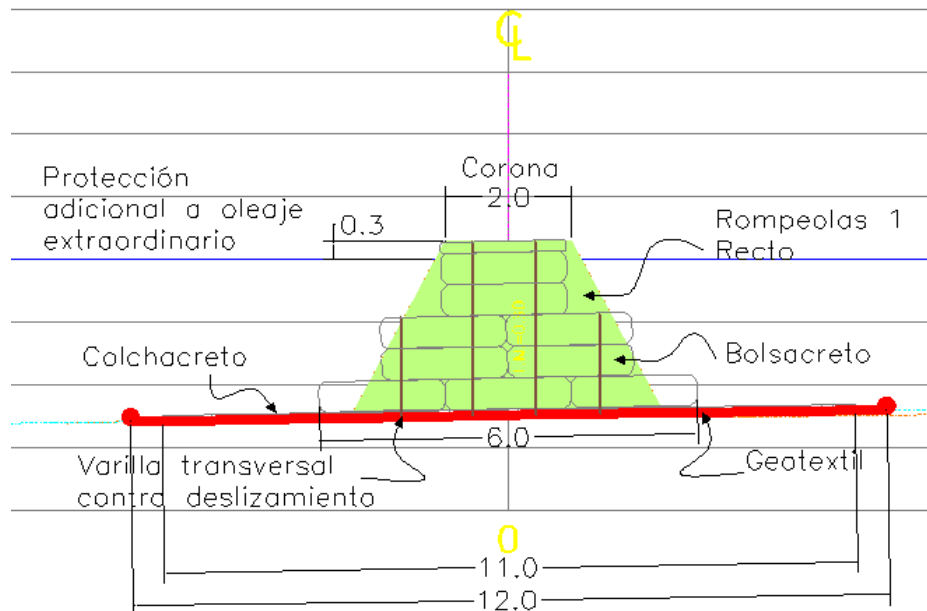 CL
Protección
adicional a oleaje
extraordinario
0.3
Corona
2.0
Rompeolas 1
Recto
Colchacreto
Bolsacreto
6.0
Varilla transversal
contra deslizamiento
Geotextil
0
11.0
12.0